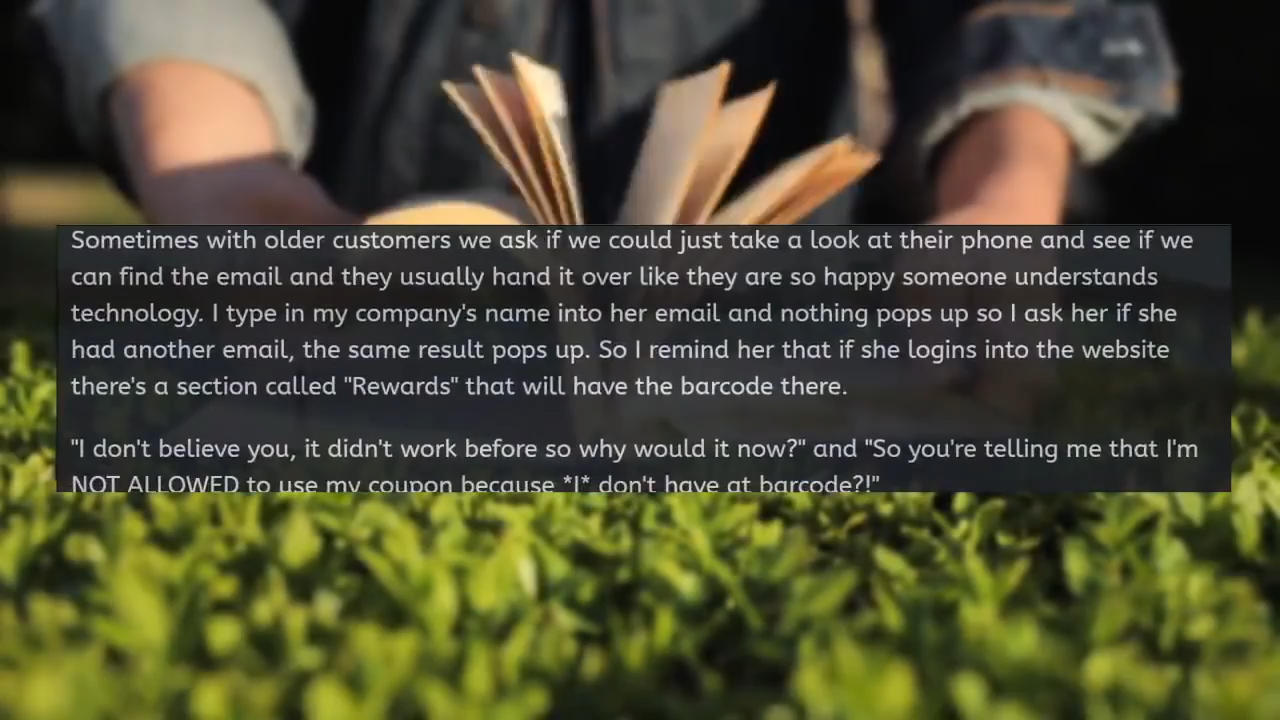 Sometimes with older customers we ask if we could just take a look at their phone and see if we
can find the email and they usually hand it over like they are so happy someone understands
technology. I type in my company's name into her email and nothing pops up so I ask her if she
had another email, the same result pops up. So I remind her that if she logins into the website
there's a section called "Rewards" that will have the barcode there.
"I don't believe you, it didn't work before so why would it now?" and "So you're telling me that I'm
NOT ALLOWED to use my coupon because *I* don't have at barcode?!"